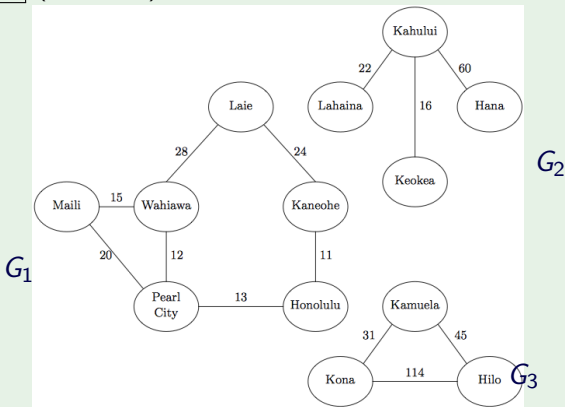 Kahului
22
60
Laie
Lahaina
16
Hana
28
24
Keokea
G2
15
Maili
Wahiawa
Kaneohe
20
12
11
G1
Pearl
City
13
Honolulu
Kamuela
31
45
114
Kona
Hilo
G3